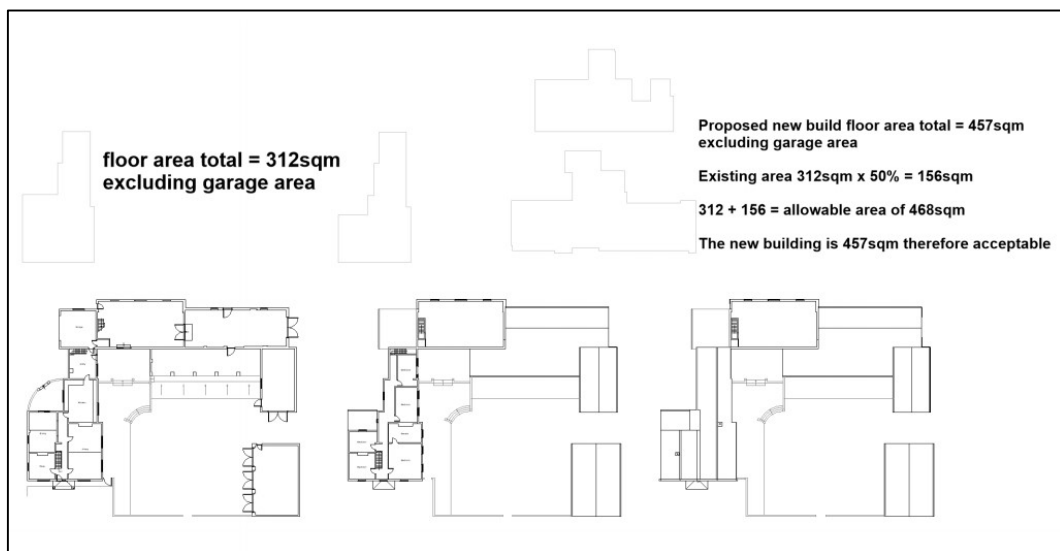 floor area total = 312sqm
excluding garage area
Proposed new build floor area total = 457sqm
excluding garage area
Existing area 312sqm x 50% = 156sqm
312 + 156 = allowable area of 468sqm
The new building is 457sqm therefore acceptable